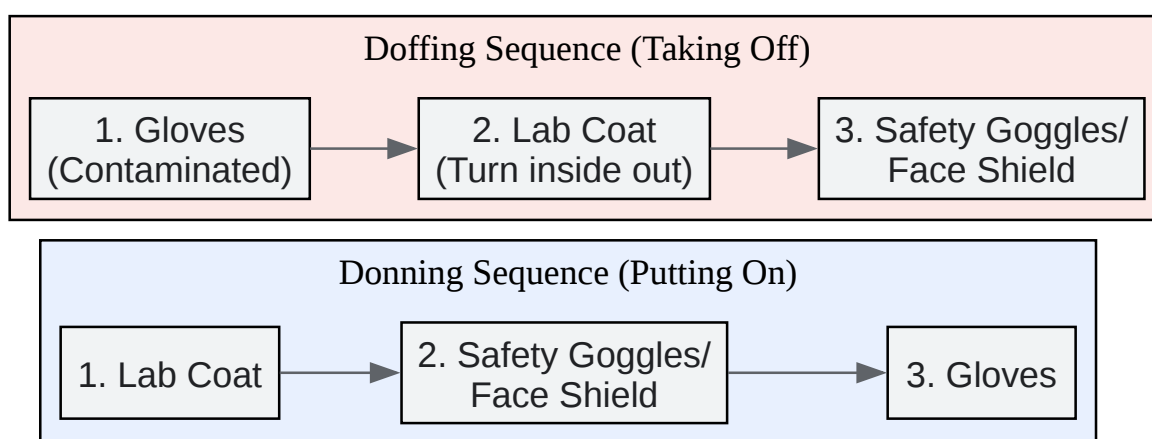 Doffing Sequence (Taking Off)
1. Gloves
(Contaminated)
2. Lab Coat
(Turn inside out)
3. Safety Goggles/
Face Shield
Donning Sequence (Putting On)
1. Lab Coat
2. Safety Goggles/
Face Shield
3. Gloves